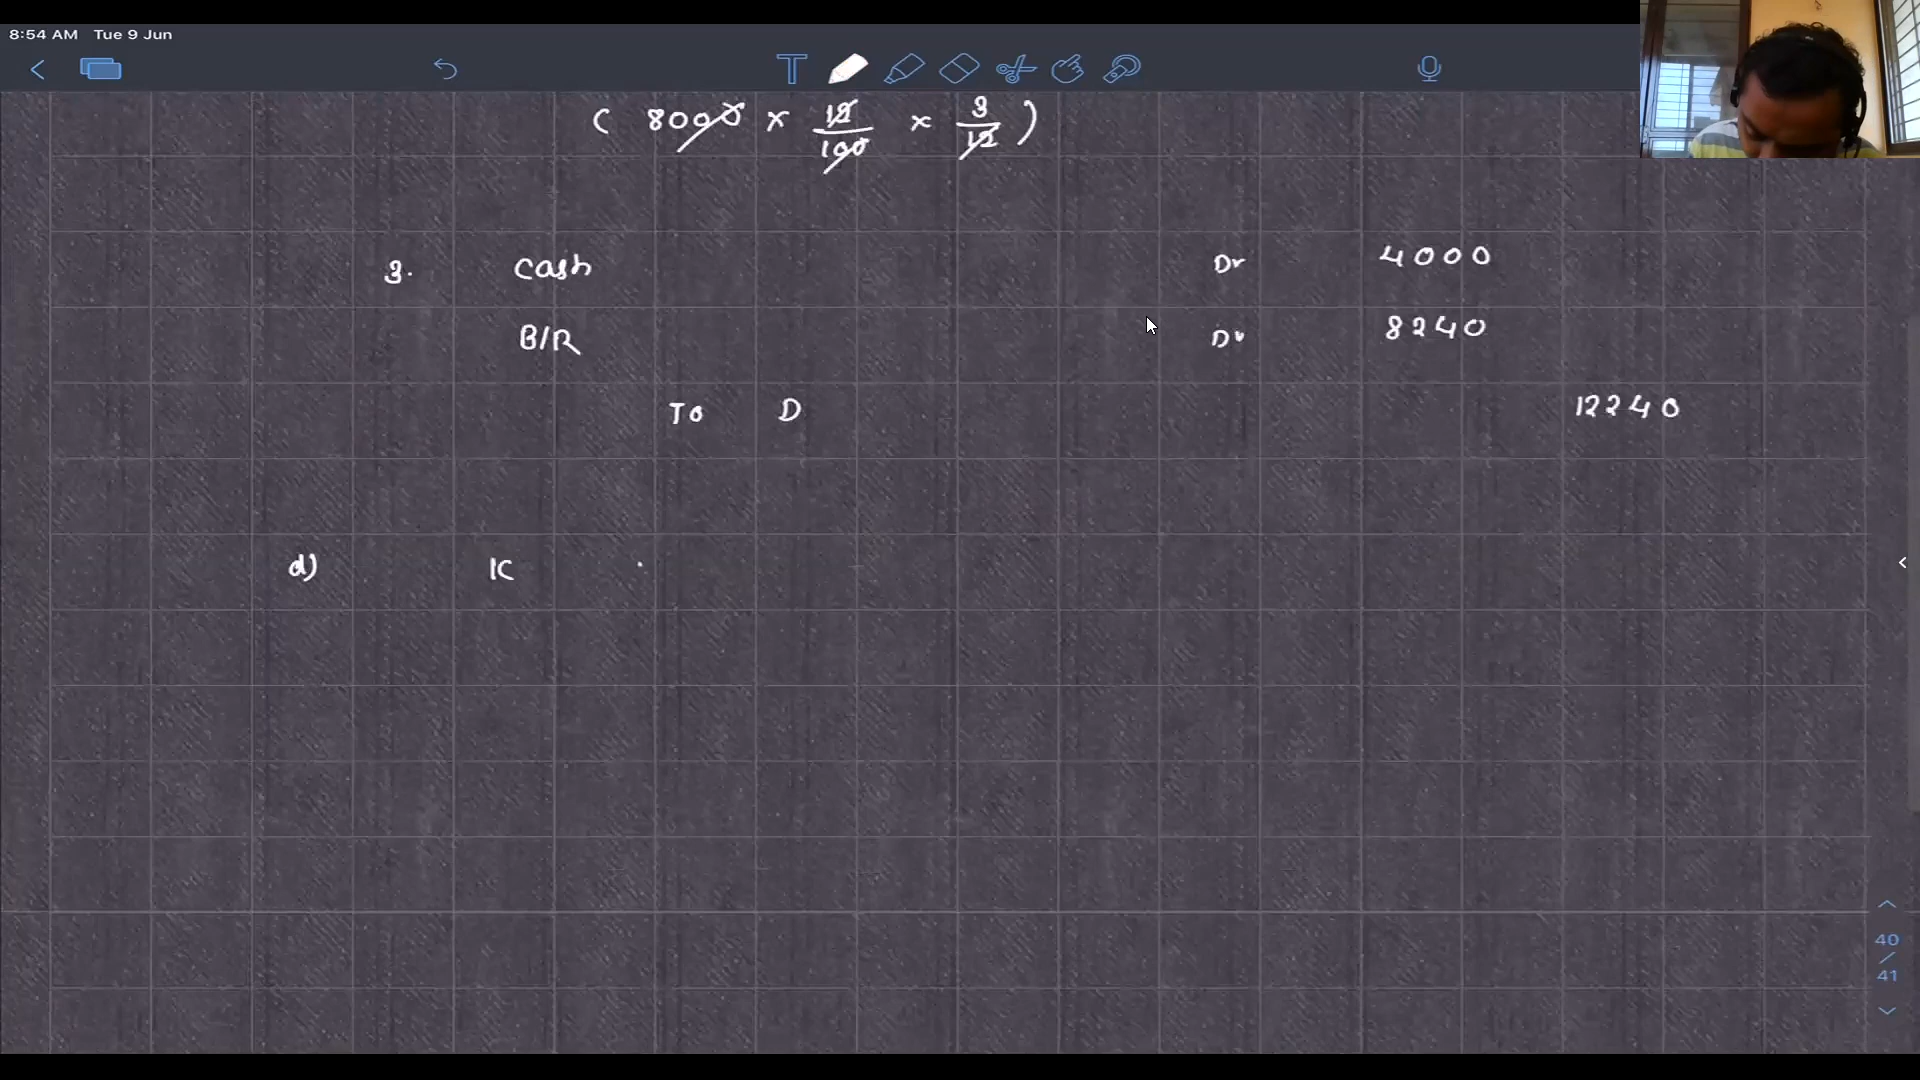 8:54 AM Tue 9 Jun
( 8000 × 12/100 × 3/12 )
3. Cash Dr 4000
B/R Dr 8240
To D 12240
d) K
40
/
41